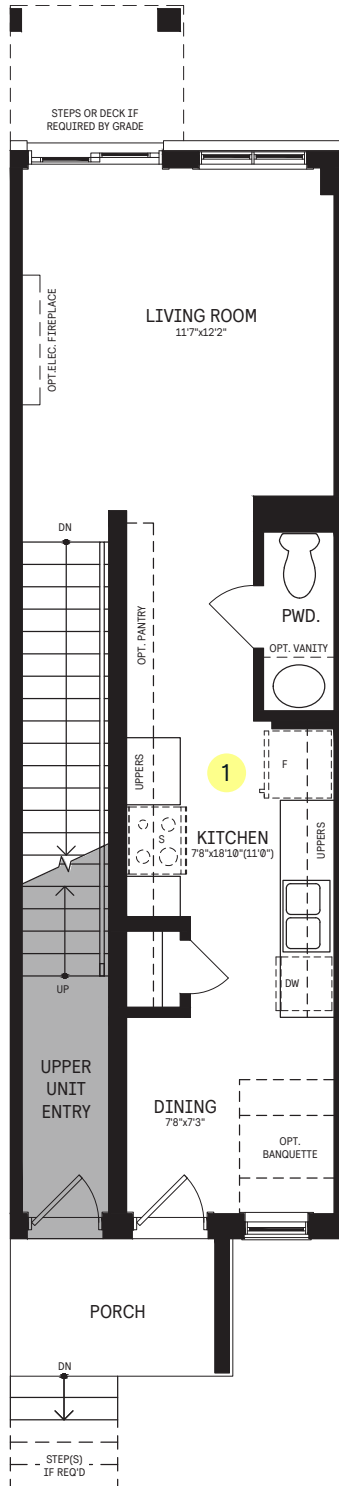 STEPS OR DECK IF
REQUIRED BY GRADE
LIVING ROOM
11'7"x12'2"
OPT.ELEC. FIREPLACE
DN
PWD.
OPT. VANITY
OPT. PANTRY
UPPERS
1
F
S
KITCHEN
7'8"x18'10"(11'0")
UPPERS
DW
UP
UPPER
UNIT
ENTRY
DINING
7'8"x7'3"
OPT.
BANQUETTE
PORCH
DN
STEP(S)
IF REQ'D